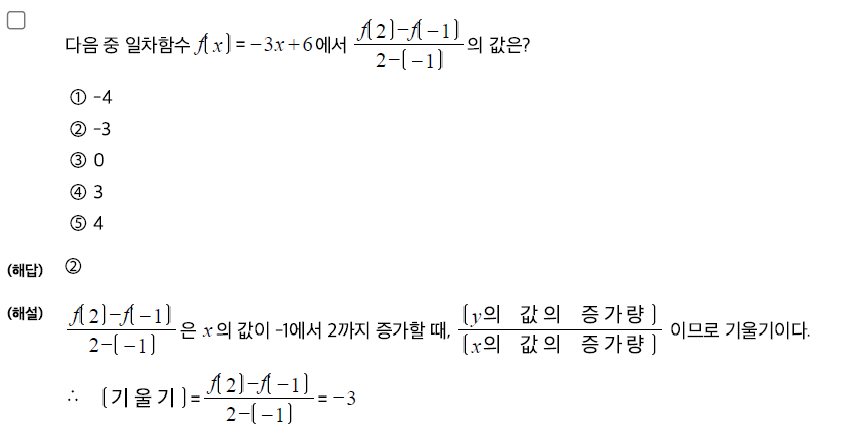 다음 중 일차함수 f(x)=-3x+6에서 \frac{f(2)-f(-1)}{2-(-1)}의 값은?
① -4
② -3
③ 0
④ 3
⑤ 4
(해답) ②
(해설) \frac{f(2)-f(-1)}{2-(-1)}은 x의 값이 -1에서 2까지 증가할 때, \frac{(y의 값의 증가량)}{(x의 값의 증가량)} 이므로 기울기이다.
∴ (기울기)=\frac{f(2)-f(-1)}{2-(-1)}=-3